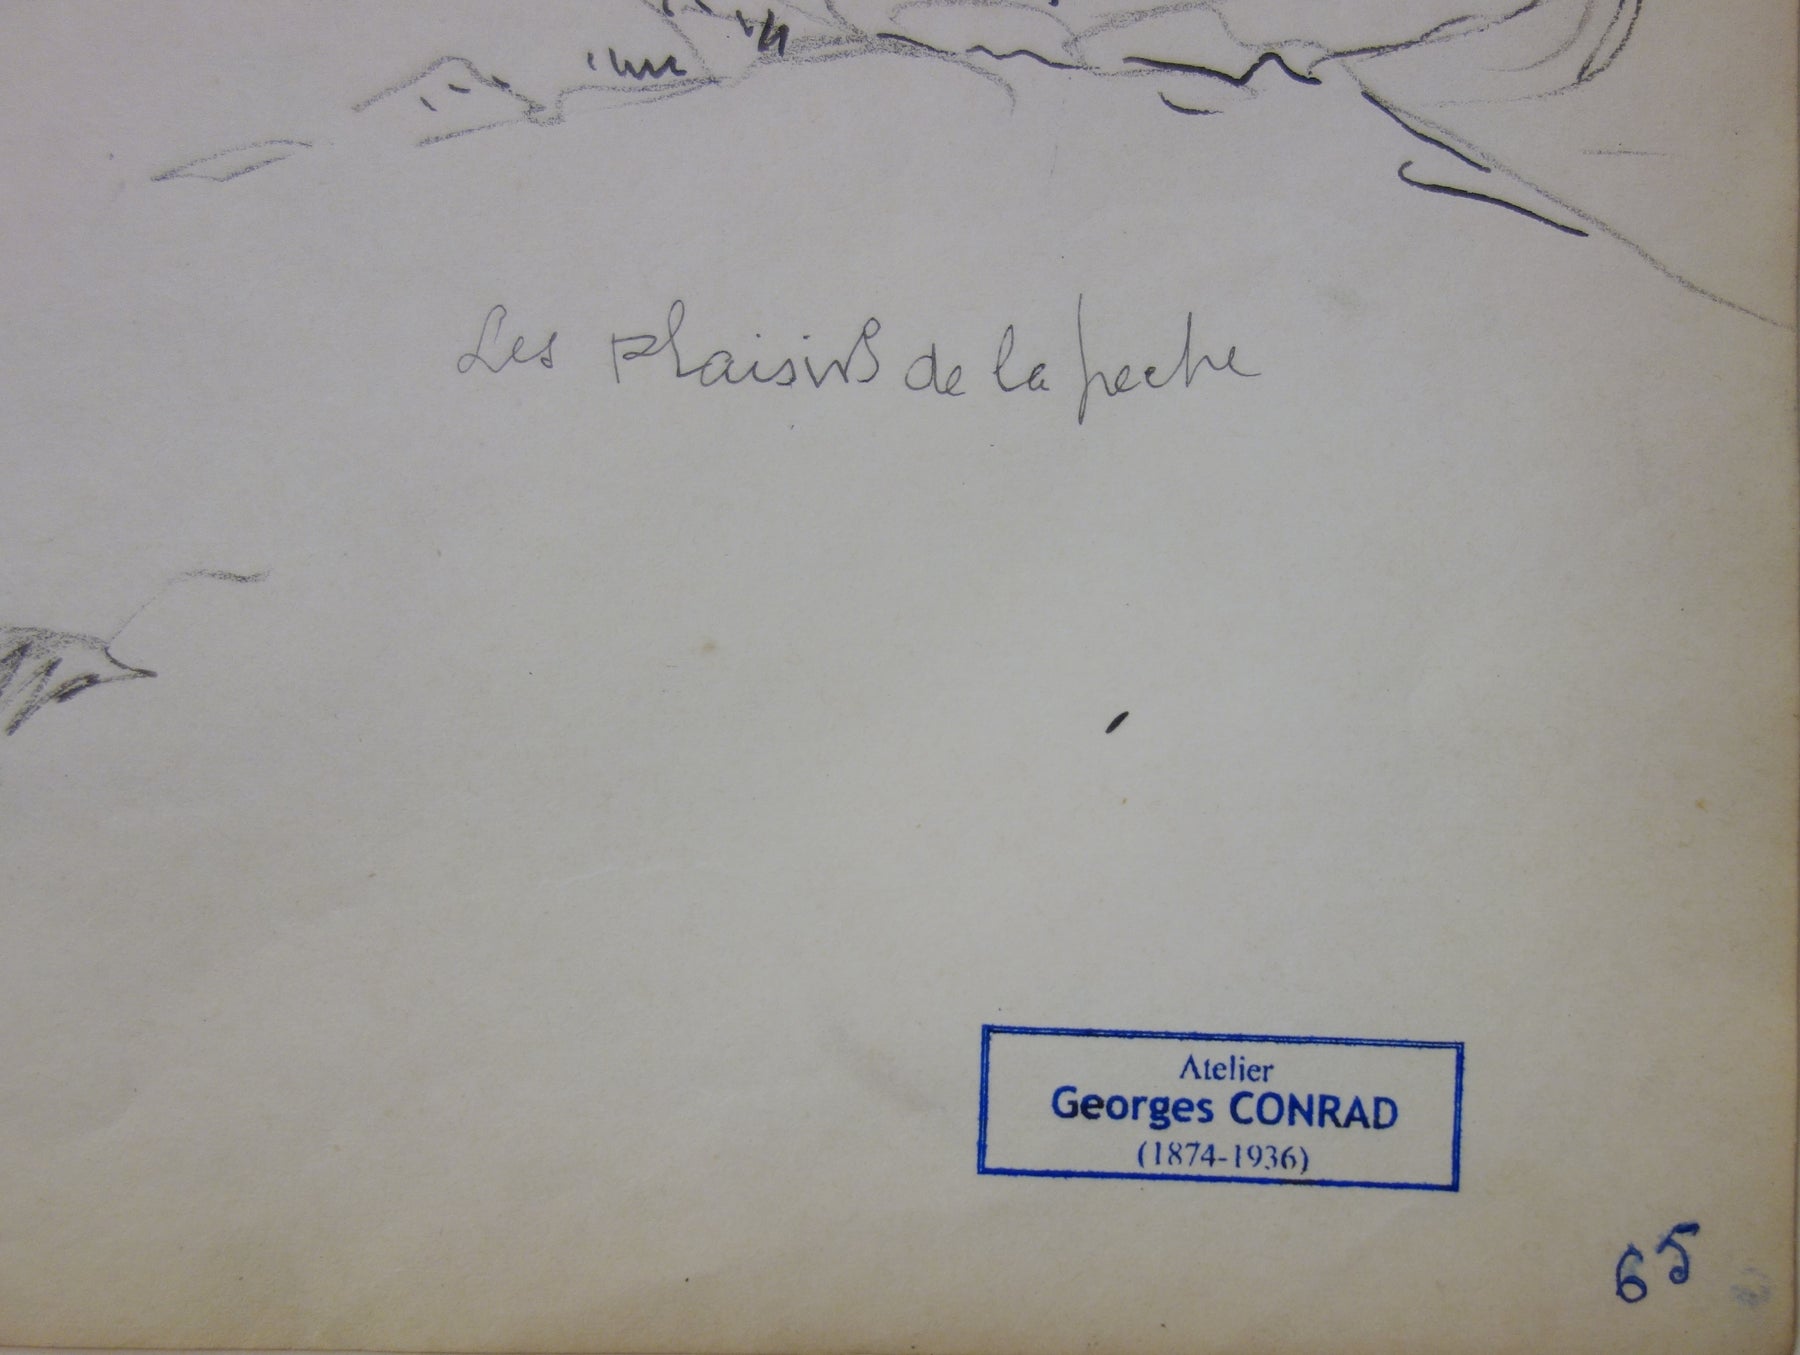 Les Plaisirs de la peche
Atelier
Georges CONRAD
(1874-1936)
65